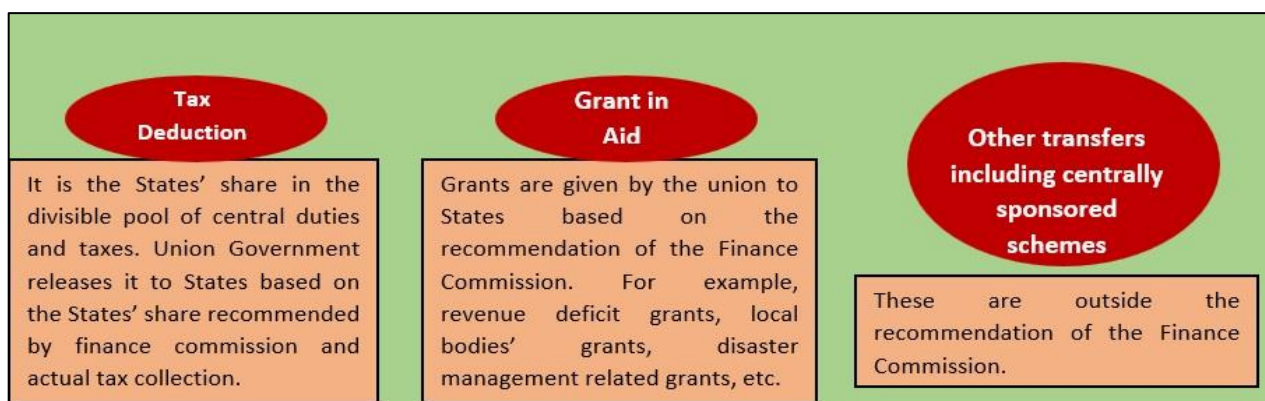 Tax
Deduction
It is the States’ share in the
divisible pool of central duties
and taxes. Union Government
releases it to States based on
the States’ share recommended
by finance commission and
actual tax collection.
Grant in
Aid
Grants are given by the union to
States based on the
recommendation of the Finance
Commission. For example,
revenue deficit grants, local
bodies’ grants, disaster
management related grants, etc.
Other transfers
including centrally
sponsored
schemes
These are outside the
recommendation of the Finance
Commission.